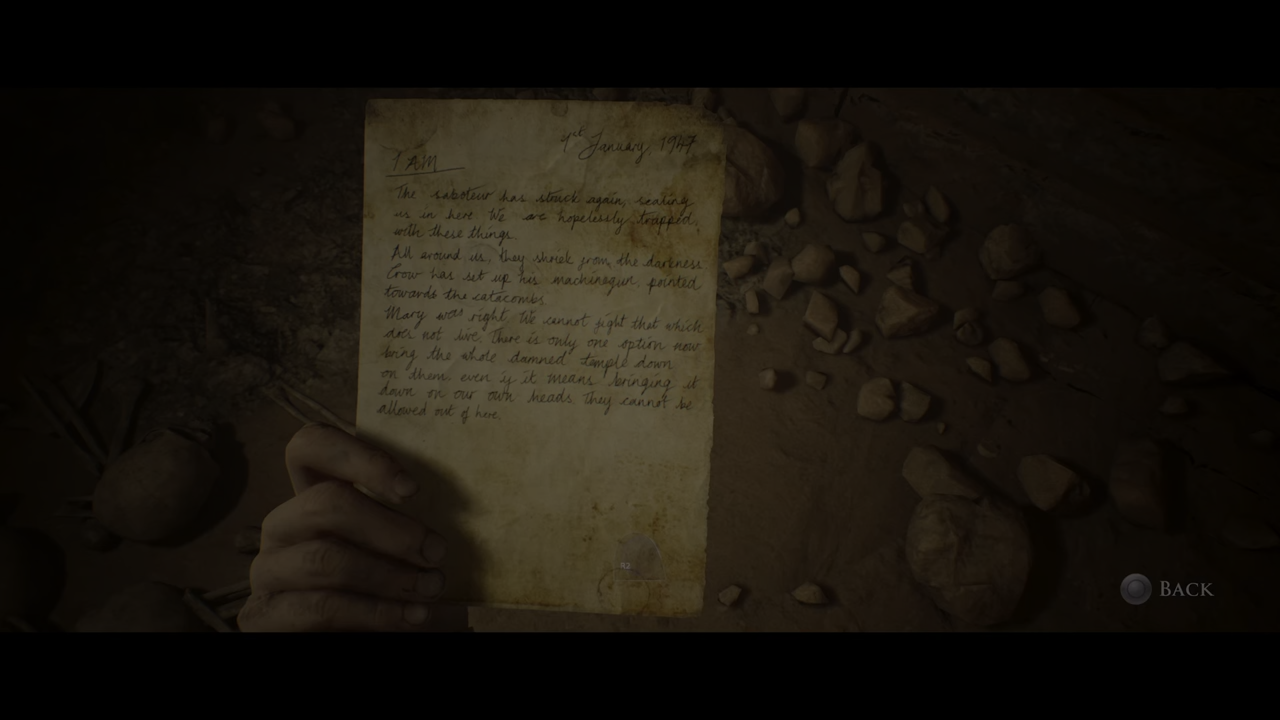 1st January, 1947
1 AM
The saboteur has struck again, sealing
us in here. We are hopelessly trapped,
with these things.
All around us, they shriek from the darkness
Crow has set up his machinegun, pointed
towards the catacombs
Mary was right. We cannot fight that which
does not live. There is only one option now
bring the whole damned temple down
on them, even if it means bringing it
down on our own heads. They cannot be
allowed out of here.
R2
BACK